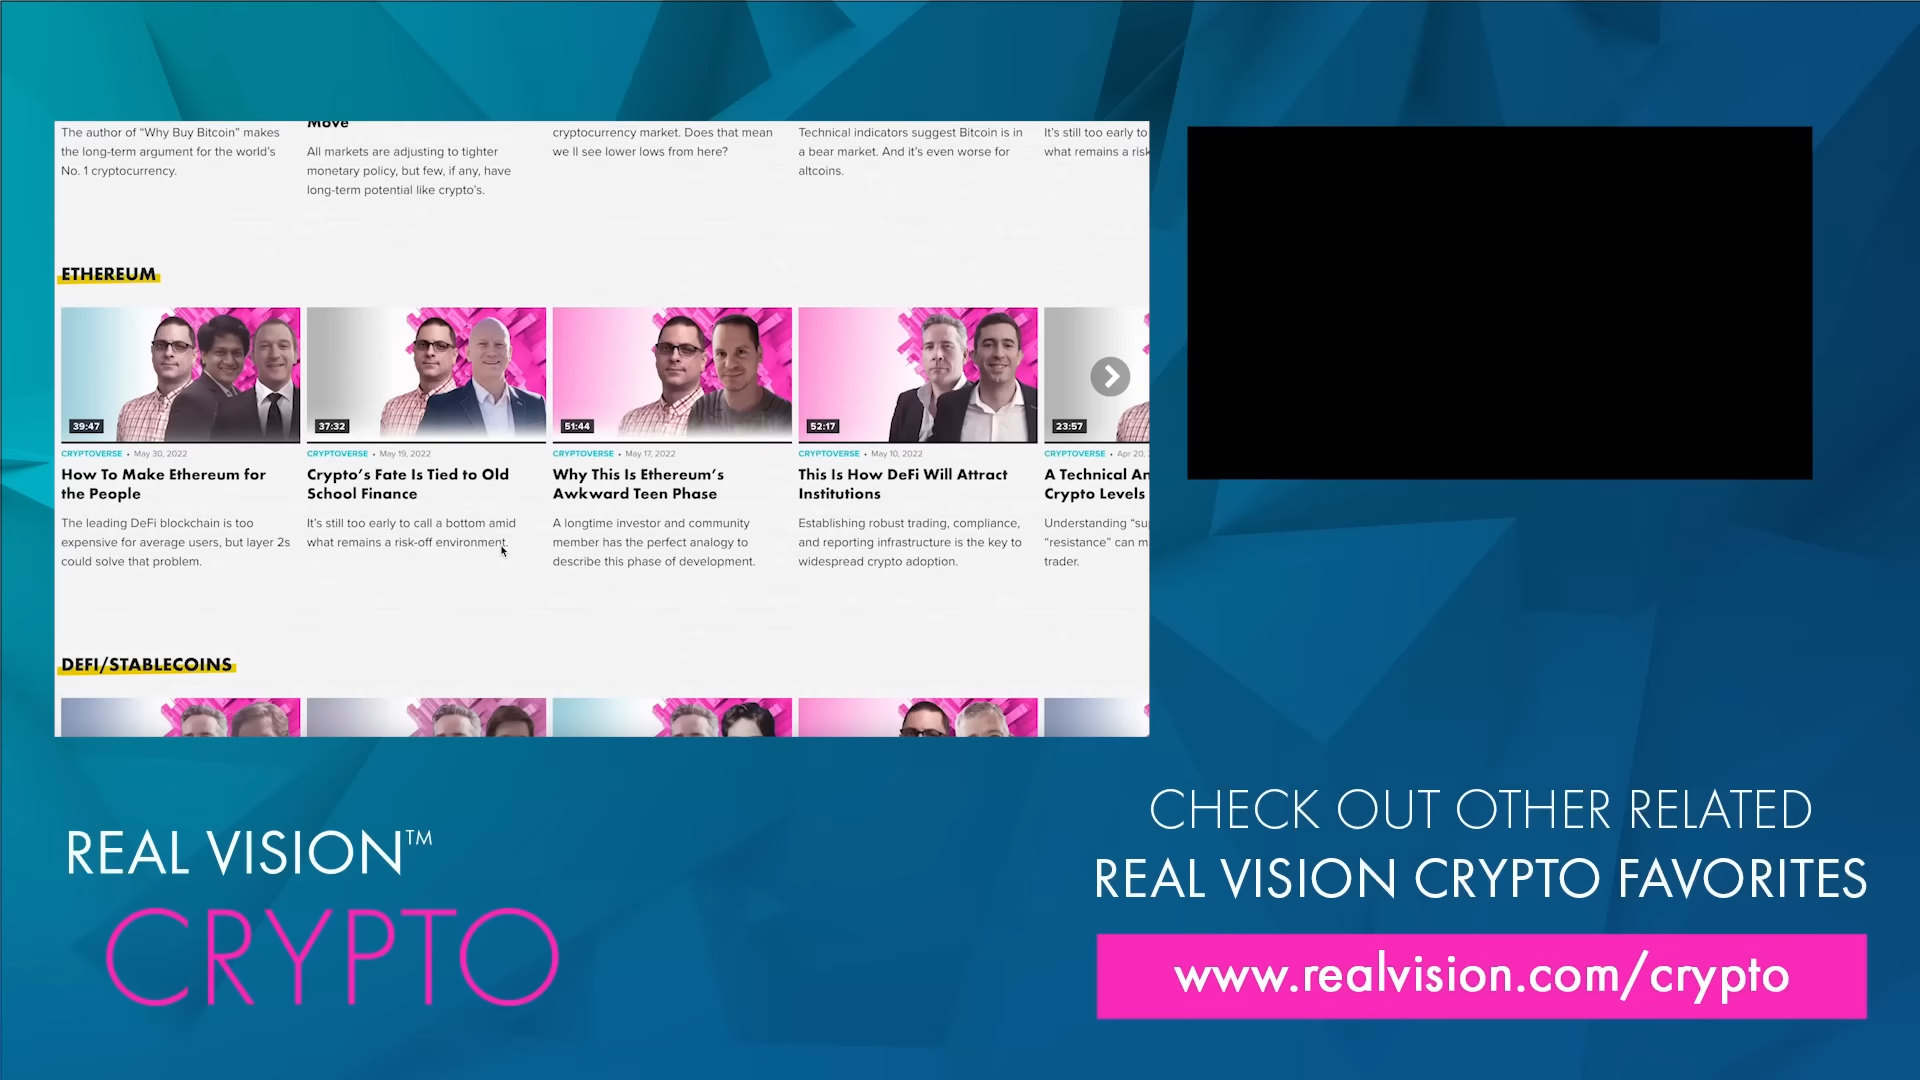 The author of “Why Buy Bitcoin” makes
the long-term argument for the world’s
No. 1 cryptocurrency.
Move
All markets are adjusting to tighter
monetary policy, but few, if any, have
long-term potential like crypto’s.
cryptocurrency market. Does that mean
we ll see lower lows from here?
Technical indicators suggest Bitcoin is in
a bear market. And it’s even worse for
altcoins.
It’s still too early to
what remains a risk
ETHEREUM
39:47
CRYPTOVERSE • May 30, 2022
How To Make Ethereum for
the People
The leading DeFi blockchain is too
expensive for average users, but layer 2s
could solve that problem.
37:32
CRYPTOVERSE • May 19, 2022
Crypto’s Fate Is Tied to Old
School Finance
It’s still too early to call a bottom amid
what remains a risk-off environment.
51:44
CRYPTOVERSE • May 17, 2022
Why This Is Ethereum’s
Awkward Teen Phase
A longtime investor and community
member has the perfect analogy to
describe this phase of development.
52:17
CRYPTOVERSE • May 10, 2022
This Is How DeFi Will Attract
Institutions
Establishing robust trading, compliance,
and reporting infrastructure is the key to
widespread crypto adoption.
23:57
CRYPTOVERSE • Apr 20,
A Technical An
Crypto Levels
Understanding “su
“resistance” can m
trader.
DEFI/STABLECOINS
REAL VISION™
CRYPTO
CHECK OUT OTHER RELATED
REAL VISION CRYPTO FAVORITES
www.realvision.com/crypto